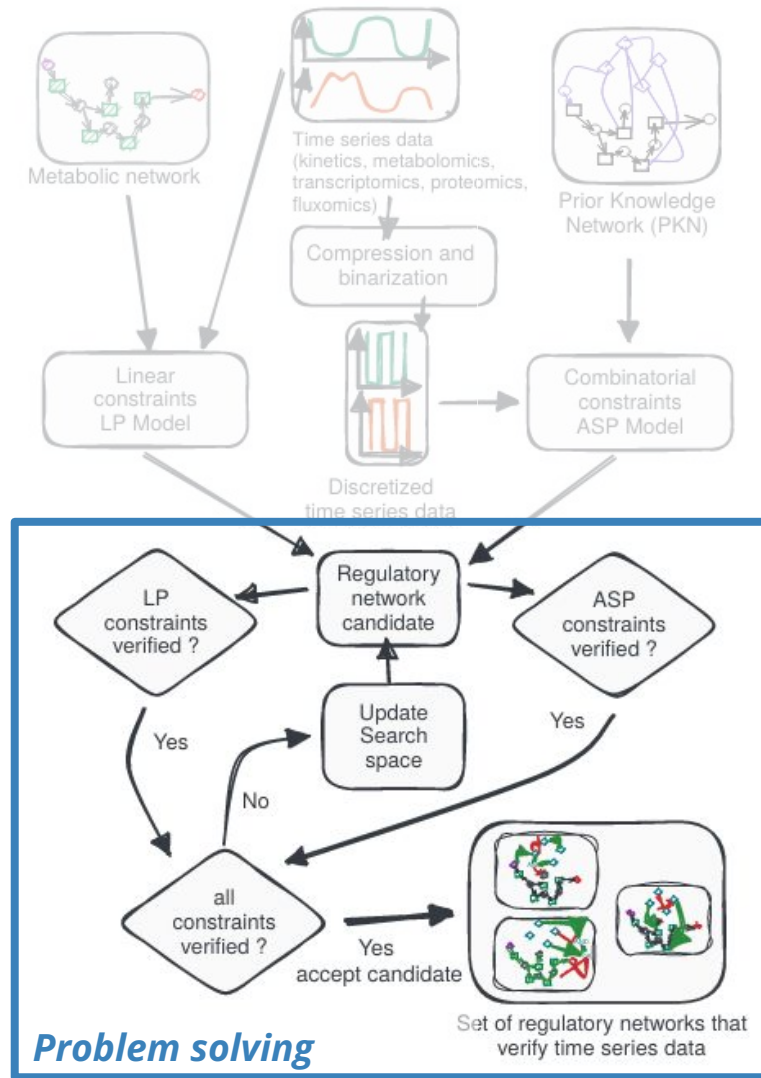 Metabolic network
Time series data
(kinetics, metabolomics,
transcriptomics, proteomics,
fluxomics)
Prior Knowledge
Network (PKN)
Compression and
binarization
Linear
constraints
LP Model
Combinatorial
constraints
ASP Model
Discretized
time series data
LP
constraints
verified ?
Regulatory
network
candidate
ASP
constraints
verified ?
Update
Search
space
Yes
Yes
No
all
constraints
verified ?
Yes
accept candidate
Set of regulatory networks that
verify time series data
Problem solving